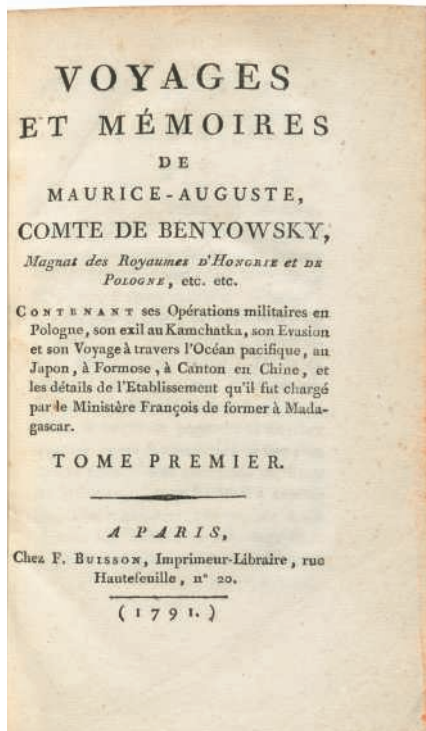 VOYAGES
ET MÉMOIRES
DE
MAURICE-AUGUSTE,
COMTE DE BENYOWSKY,
Magnat des Royaumes D'HONGRIE et DE
POLOGNE, etc. etc.
CONTENANT ses Opérations militaires en
Pologne, son exil au Kamchatka, son Evasion
et son Voyage à travers l'Océan pacifique, au
Japon, à Formose, à Canton en Chine, et
les détails de l'Etablissement qu'il fut chargé
par le Ministère François de former à Mada-
gascar.
TOME PREMIER.
A PARIS,
Chez F. BUISSON, Imprimeur-Libraire, rue
Hautefeuille, n° 20.
(1791.)